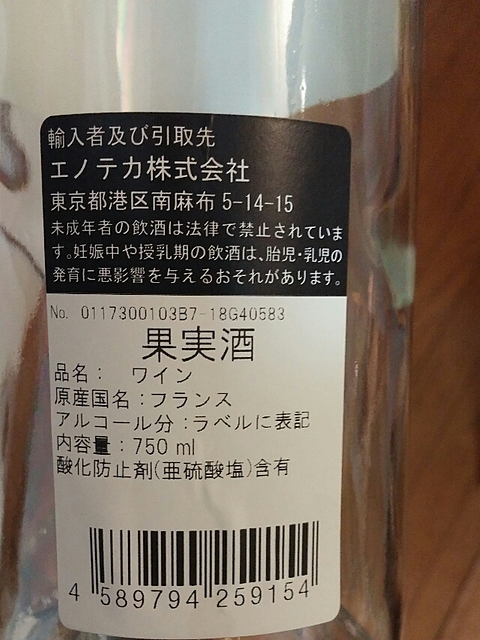 輸入者及び引取先
エノテカ株式会社
東京都港区南麻布 5-14-15
未成年者の飲酒は法律で禁止されていま
す。妊娠中や授乳期の飲酒は、胎児・乳児の
発育に悪影響を与えるおそれがあります。
No. 0117300103B7-18G40583
果実酒
品名： ワイン
原産国名：フランス
アルコール分：ラベルに表記
内容量：750 ml
酸化防止剤(亜硫酸塩)含有
4 589794 259154